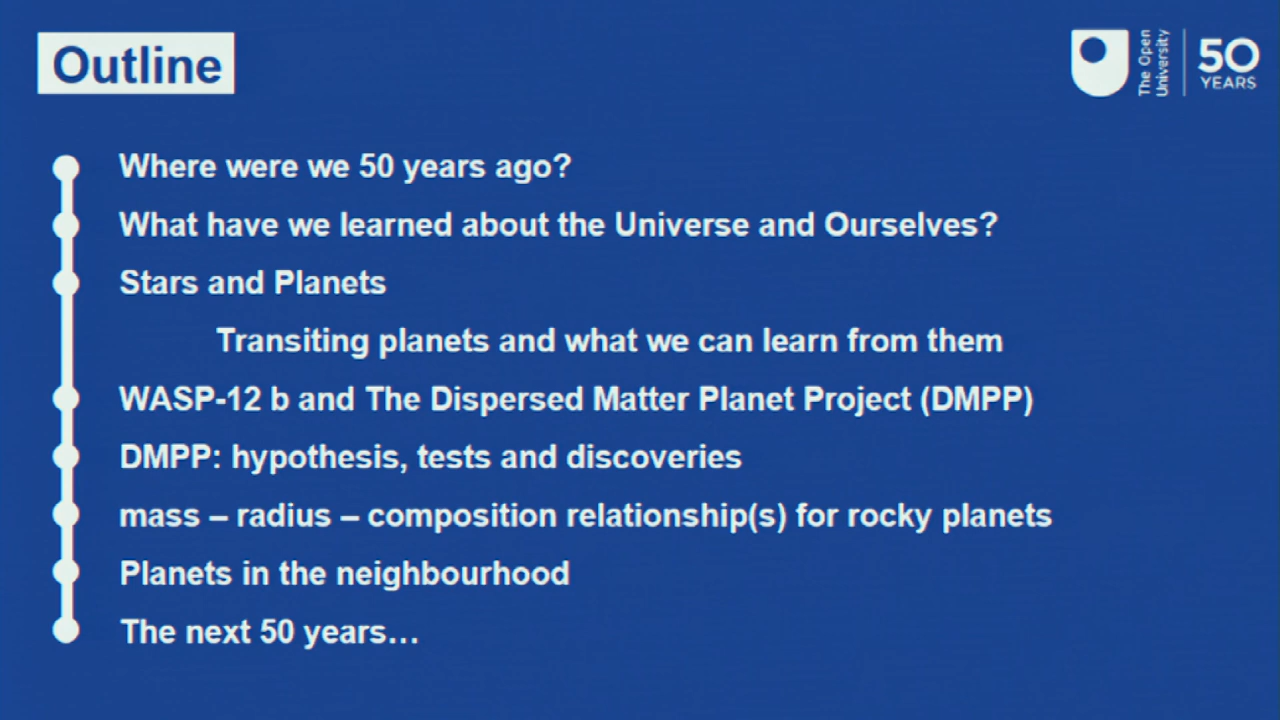 Outline
The Open
University
50
YEARS
Where were we 50 years ago?
What have we learned about the Universe and Ourselves?
Stars and Planets
Transiting planets and what we can learn from them
WASP-12 b and The Dispersed Matter Planet Project (DMPP)
DMPP: hypothesis, tests and discoveries
mass – radius – composition relationship(s) for rocky planets
Planets in the neighbourhood
The next 50 years…